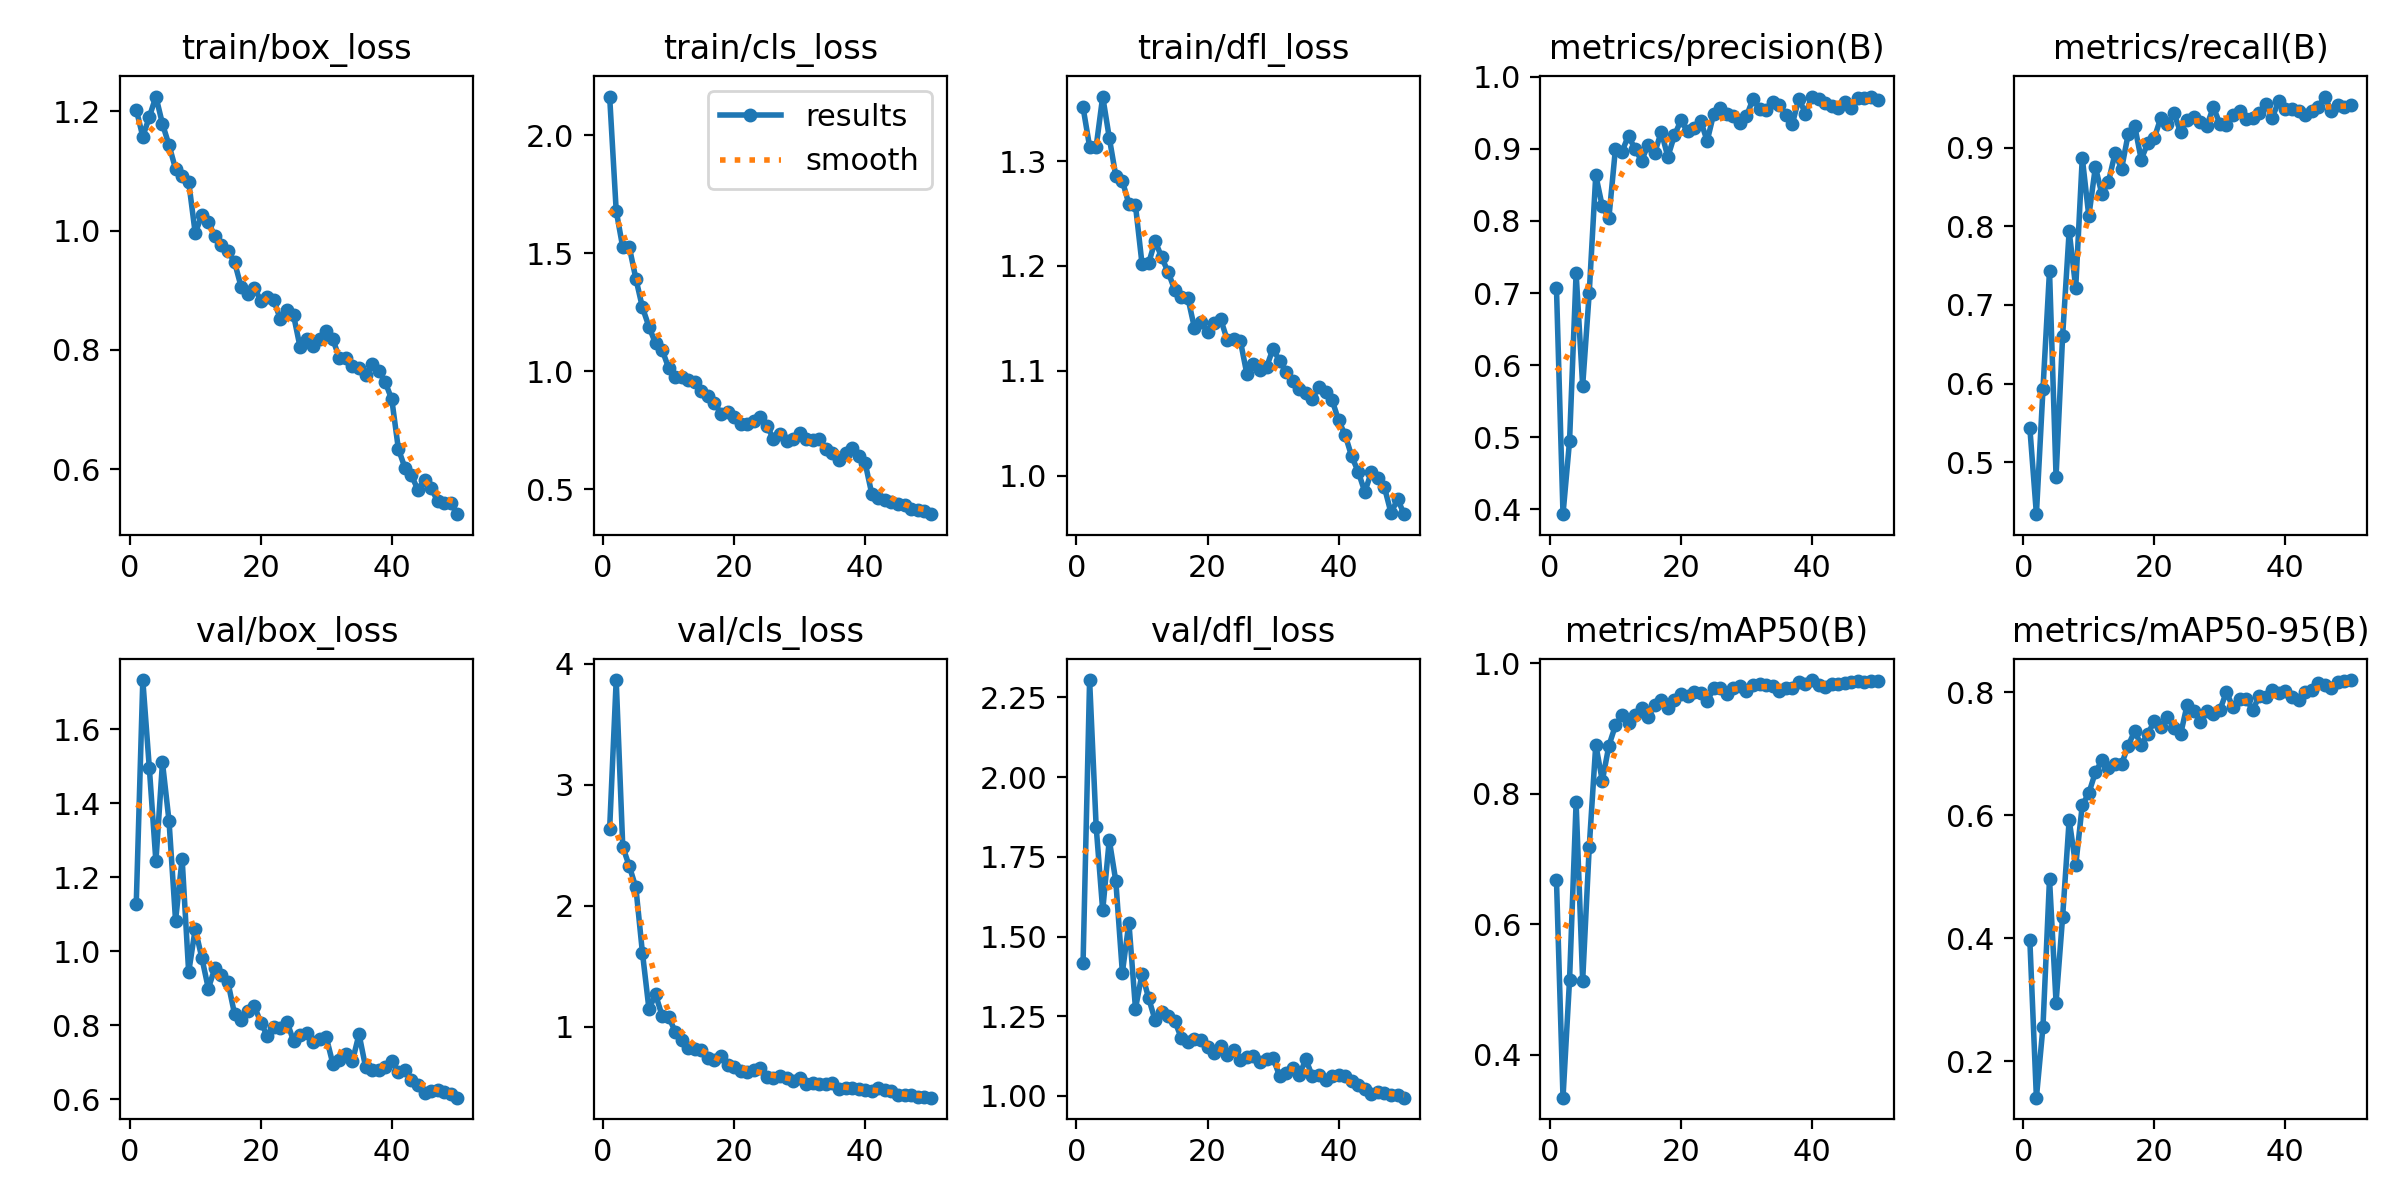 train/box_loss
1.2
1.0
0.8
0.6
0 20 40
train/cls_loss
results
smooth
2.0
1.5
1.0
0.5
0 20 40
train/dfl_loss
1.3
1.2
1.1
1.0
0 20 40
metrics/precision(B)
1.0
0.9
0.8
0.7
0.6
0.5
0.4
0 20 40
metrics/recall(B)
0.9
0.8
0.7
0.6
0.5
0 20 40
val/box_loss
1.6
1.4
1.2
1.0
0.8
0.6
0 20 40
val/cls_loss
4
3
2
1
0 20 40
val/dfl_loss
2.25
2.00
1.75
1.50
1.25
1.00
0 20 40
metrics/mAP50(B)
1.0
0.8
0.6
0.4
0 20 40
metrics/mAP50-95(B)
0.8
0.6
0.4
0.2
0 20 40